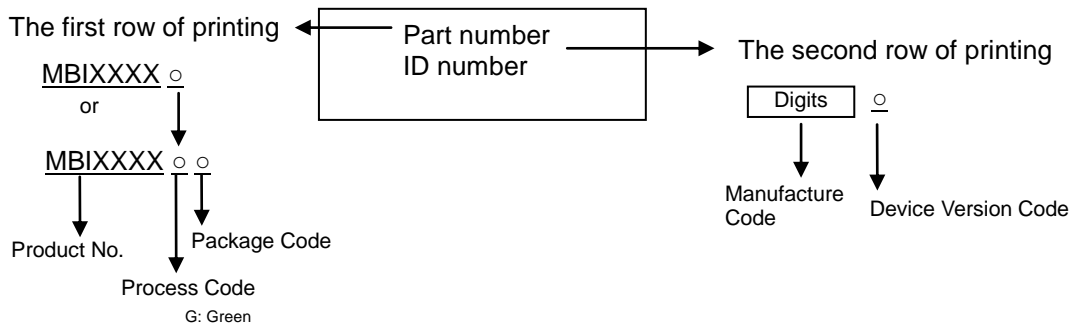 The first row of printing
Part number
ID number
The second row of printing
MBIXXXX ○
or
MBIXXXX ○ ○
Product No.
Package Code
Process Code
G: Green
Digits ○
Manufacture
Code
Device Version Code